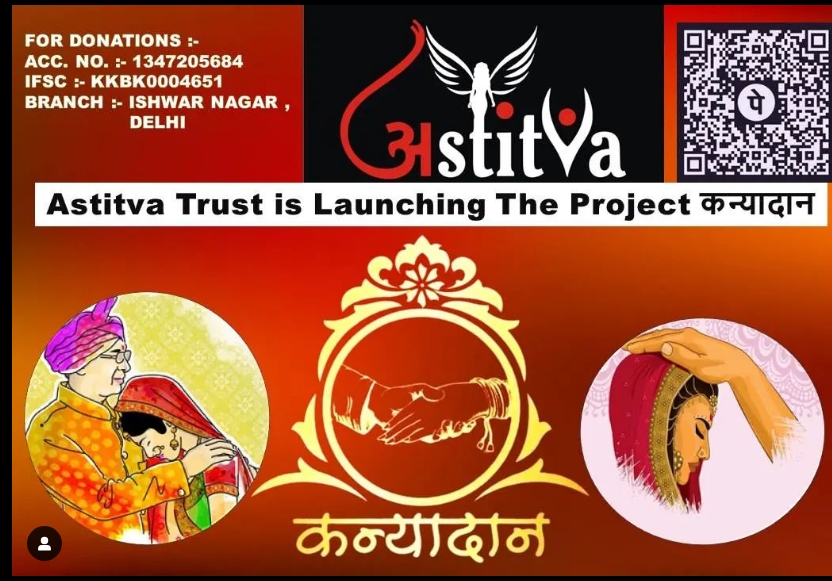 FOR DONATIONS :-
ACC. NO. :- 1347205684
IFSC :- KKBK0004651
BRANCH :- ISHWAR NAGAR ,
DELHI
अstitva
पे
Astitva Trust is Launching The Project कन्यादान
कन्यादान